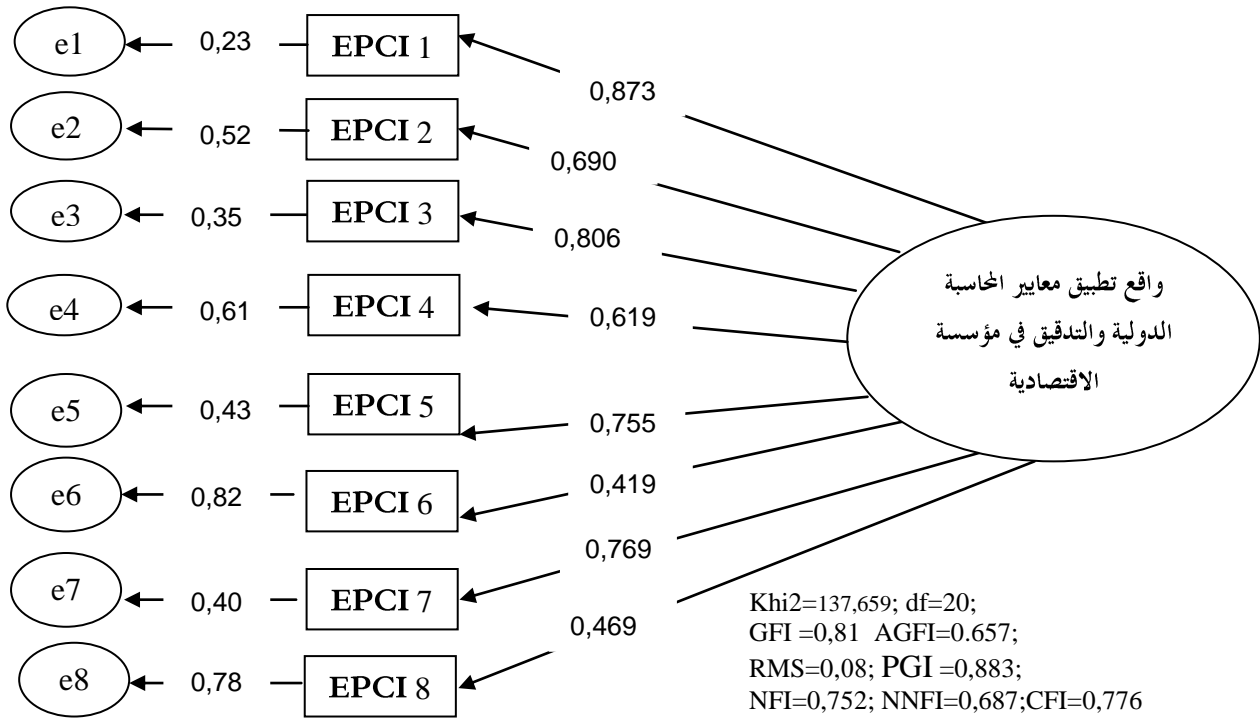 e1 0,23 EPCI 1
0,873
e2 0,52 EPCI 2
0,690
e3 0,35 EPCI 3
0,806
e4 0,61 EPCI 4 0,619
e5 0,43 EPCI 5 0,755
e6 0,82 EPCI 6 0,419
0,769
e7 0,40 EPCI 7
0,469
e8 0,78 EPCI 8
واقع تطبيق معايير المحاسبة
الدولية والتدقيق في مؤسسة
الاقتصادية
Khi2=137,659; df=20;
GFI =0,81 AGFI=0.657;
RMS=0,08; PGI =0,883;
NFI=0,752; NNFI=0,687;CFI=0,776